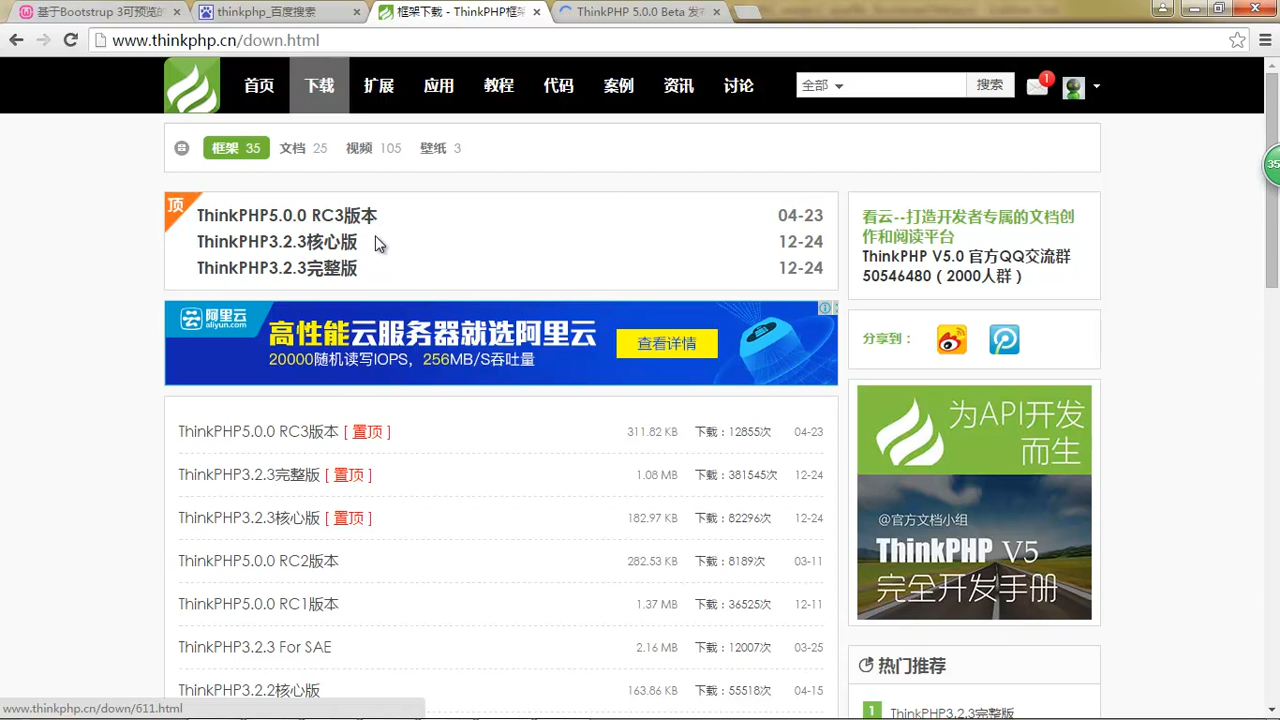 基于Bootstrup 3可预览的
thinkphp_百度搜索
框架下载 - ThinkPHP框架
ThinkPHP 5.0.0 Beta 发布
www.thinkphp.cn/down.html
首页 下载 扩展 应用 教程 代码 案例 资讯 讨论
全部 搜索 1
框架 35 文档 25 视频 105 壁纸 3
35
顶
ThinkPHP5.0.0 RC3版本 04-23
ThinkPHP3.2.3核心版 12-24
ThinkPHP3.2.3完整版 12-24
看云--打造开发者专属的文档创
作和阅读平台
ThinkPHP V5.0 官方QQ交流群
50546480（2000人群）
阿里云
aliyun.com
高性能云服务器就选阿里云
20000随机读写IOPS，256MB/S吞吐量
查看详情
分享到：
ThinkPHP5.0.0 RC3版本 [ 置顶 ] 311.82 KB 下载：12855次 04-23
ThinkPHP3.2.3完整版 [ 置顶 ] 1.08 MB 下载：381545次 12-24
ThinkPHP3.2.3核心版 [ 置顶 ] 182.97 KB 下载：82296次 12-24
ThinkPHP5.0.0 RC2版本 282.53 KB 下载：8189次 03-11
ThinkPHP5.0.0 RC1版本 1.37 MB 下载：36525次 12-11
ThinkPHP3.2.3 For SAE 2.16 MB 下载：12007次 03-25
ThinkPHP3.2.2核心版 163.86 KB 下载：55518次 04-15
为API开发
而生
@官方文档小组
ThinkPHP V5
完全开发手册
热门推荐
1 ThinkPHP3.2.3完整版
www.thinkphp.cn/down/611.html